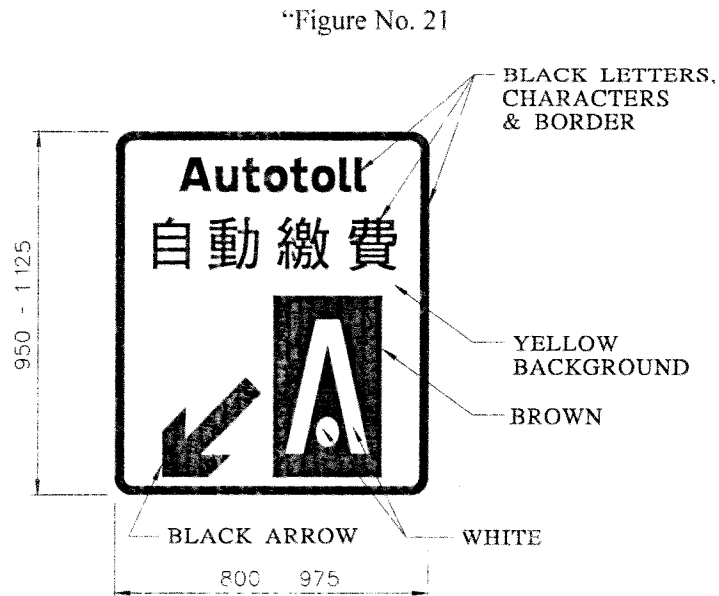 “Figure No. 21
BLACK LETTERS,
CHARACTERS
& BORDER
Autotoll
自動繳費
950 - 1125
YELLOW
BACKGROUND
BROWN
BLACK ARROW
WHITE
800 975